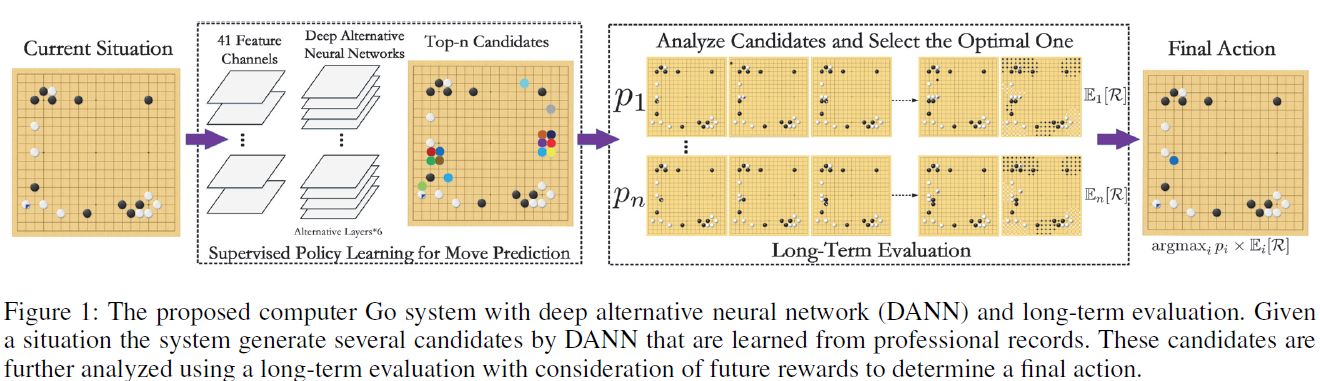 Current Situation
41 Feature
Channels
Deep Alternative
Neural Networks
Top-n Candidates
Alternative Layers*6
Supervised Policy Learning for Move Prediction
Analyze Candidates and Select the Optimal One
p1
𝔼1[ℛ]
pn
𝔼n[ℛ]
Long-Term Evaluation
Final Action
argmaxi pi × 𝔼i[ℛ]
Figure 1: The proposed computer Go system with deep alternative neural network (DANN) and long-term evaluation. Given
a situation the system generate several candidates by DANN that are learned from professional records. These candidates are
further analyzed using a long-term evaluation with consideration of future rewards to determine a final action.